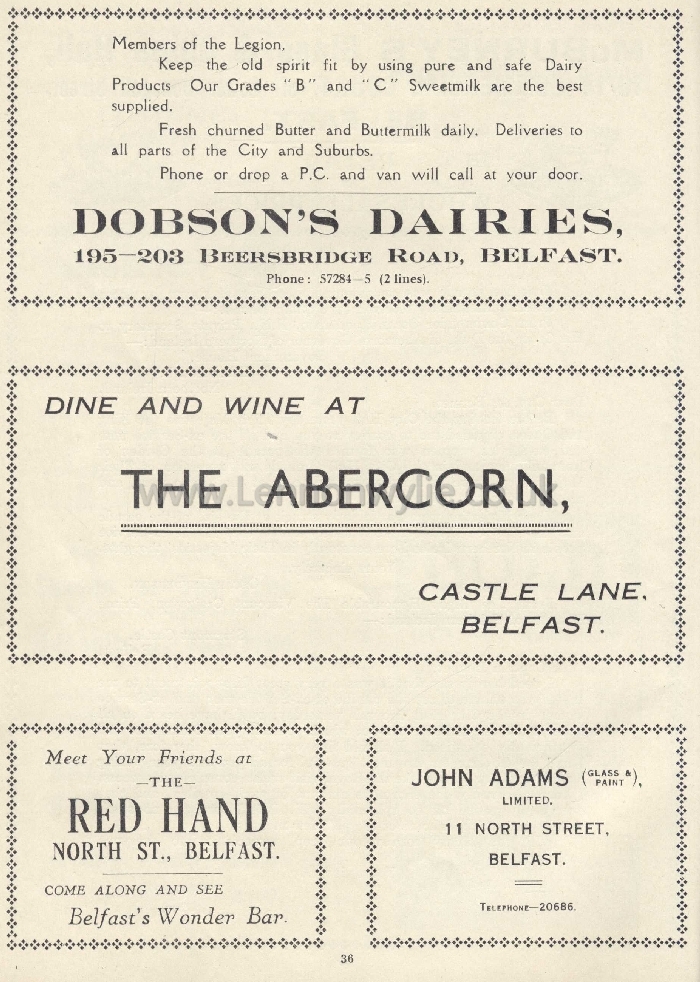 Members of the Legion,
Keep the old spirit fit by using pure and safe Dairy
Products Our Grades "B" and "C" Sweetmilk are the best
supplied.
Fresh churned Butter and Buttermilk daily. Deliveries to
all parts of the City and Suburbs.
Phone or drop a P.C. and van will call at your door.
DOBSON'S DAIRIES,
195—203 BEERSBRIDGE ROAD, BELFAST.
Phone: 57284—5 (2 lines).
DINE AND WINE AT
THE ABERCORN,
www.Lennonwylie.co.uk
CASTLE LANE,
BELFAST.
Meet Your Friends at
—THE—
RED HAND
NORTH ST., BELFAST.
COME ALONG AND SEE
Belfast's Wonder Bar.
JOHN ADAMS (GLASS & PAINT),
LIMITED.
11 NORTH STREET,
BELFAST.
TELEPHONE—20686.
36